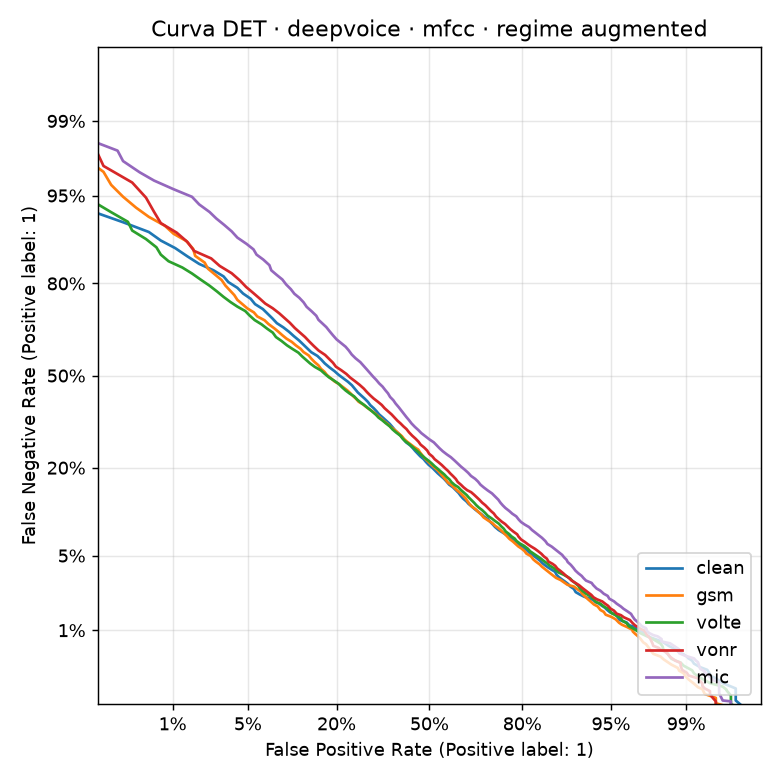 Curva DET · deepvoice · mfcc · regime augmented
99%
95%
80%
50%
20%
5%
1%
False Negative Rate (Positive label: 1)
clean
gsm
volte
vonr
mic
1%
5%
20%
50%
80%
95%
99%
False Positive Rate (Positive label: 1)